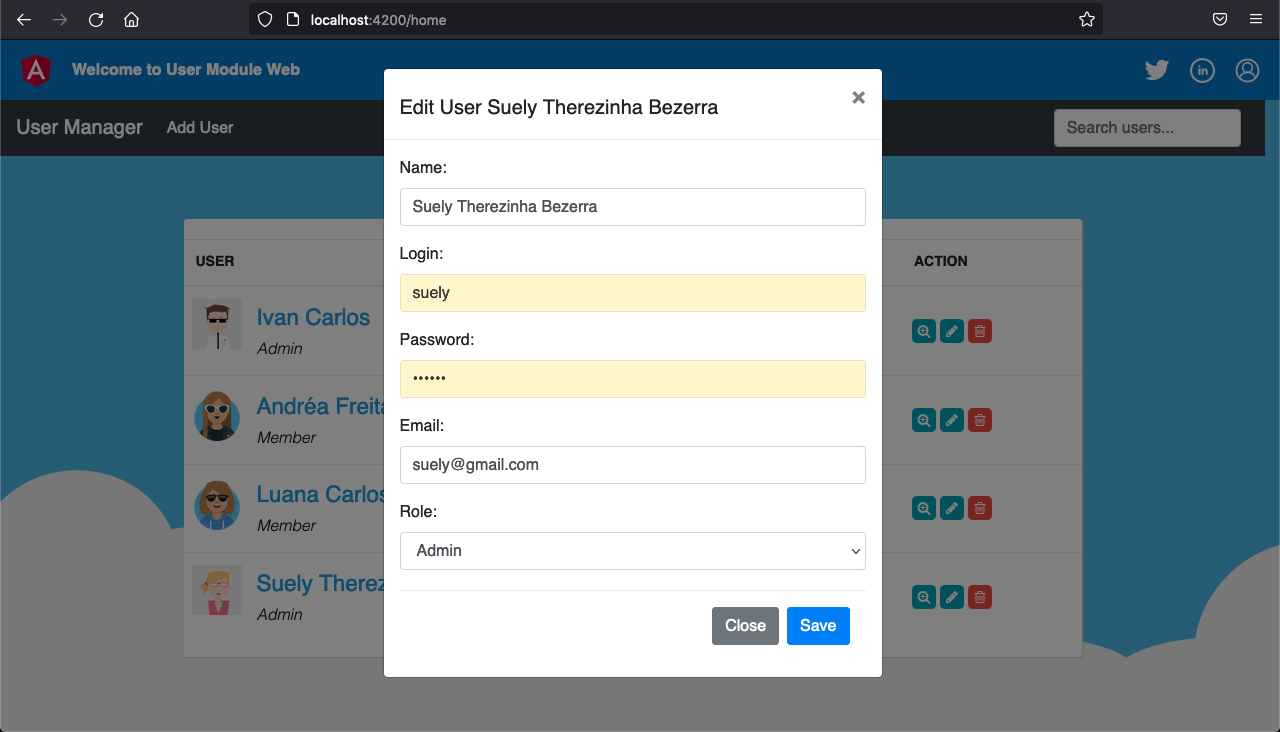 localhost:4200/home
A
Welcome to User Module Web
in
User Manager
Add User
Search users...
Edit User Suely Therezinha Bezerra
×
Name:
Suely Therezinha Bezerra
Login:
suely
Password:
••••••
Email:
suely@gmail.com
Role:
Admin
Close
Save
USER
ACTION
Ivan Carlos
Admin
Andréa Freita
Member
Luana Carlos
Member
Suely Therez
Admin